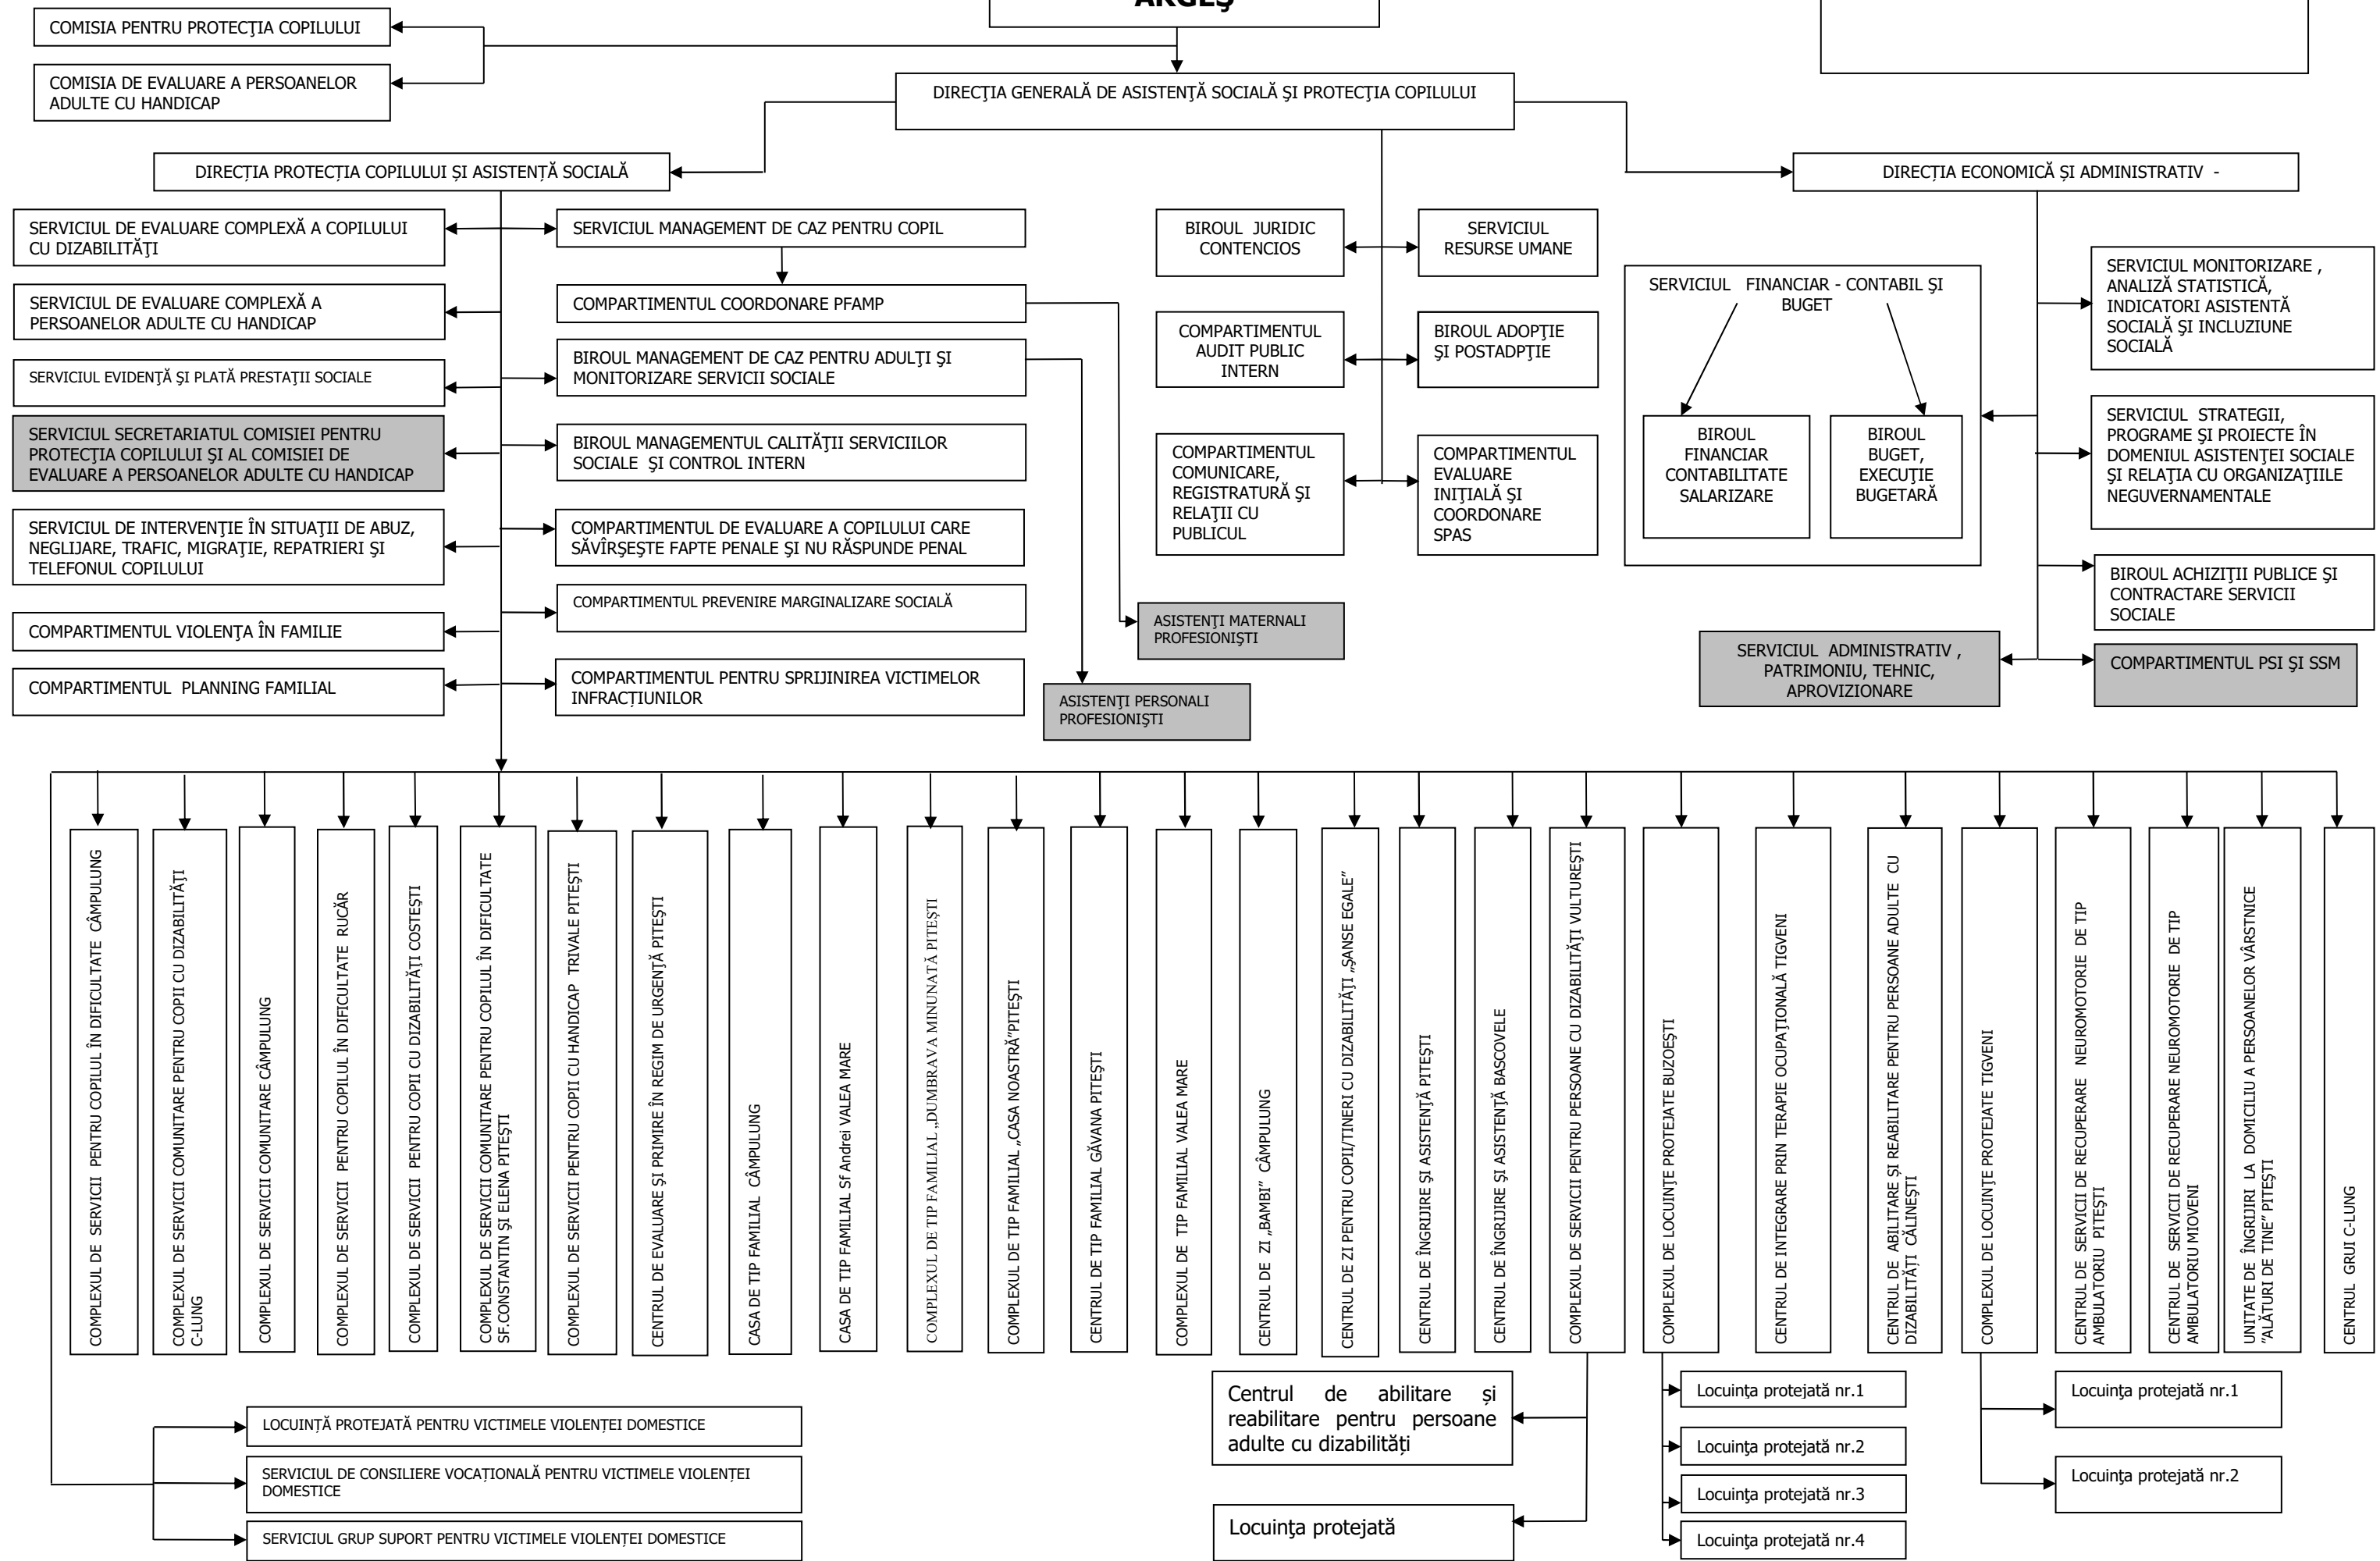 ARGEŞ
COMISIA PENTRU PROTECŢIA COPILULUI
COMISIA DE EVALUARE A PERSOANELOR
ADULTE CU HANDICAP
DIRECŢIA GENERALĂ DE ASISTENŢĂ SOCIALĂ ŞI PROTECŢIA COPILULUI
DIRECȚIA PROTECȚIA COPILULUI ȘI ASISTENȚĂ SOCIALĂ
DIRECȚIA ECONOMICĂ ȘI ADMINISTRATIV -
SERVICIUL DE EVALUARE COMPLEXĂ A COPILULUI
CU DIZABILITĂŢI
SERVICIUL DE EVALUARE COMPLEXĂ A
PERSOANELOR ADULTE CU HANDICAP
SERVICIUL EVIDENŢĂ ŞI PLATĂ PRESTAŢII SOCIALE
SERVICIUL SECRETARIATUL COMISIEI PENTRU
PROTECŢIA COPILULUI ŞI AL COMISIEI DE
EVALUARE A PERSOANELOR ADULTE CU HANDICAP
SERVICIUL DE INTERVENŢIE ÎN SITUAŢII DE ABUZ,
NEGLIJARE, TRAFIC, MIGRAŢIE, REPATRIERI ŞI
TELEFONUL COPILULUI
COMPARTIMENTUL VIOLENŢA ÎN FAMILIE
COMPARTIMENTUL PLANNING FAMILIAL
SERVICIUL MANAGEMENT DE CAZ PENTRU COPIL
COMPARTIMENTUL COORDONARE PFAMP
BIROUL MANAGEMENT DE CAZ PENTRU ADULŢI ŞI
MONITORIZARE SERVICII SOCIALE
BIROUL MANAGEMENTUL CALITĂŢII SERVICIILOR
SOCIALE ŞI CONTROL INTERN
COMPARTIMENTUL DE EVALUARE A COPILULUI CARE
SĂVÎRŞEŞTE FAPTE PENALE ŞI NU RĂSPUNDE PENAL
COMPARTIMENTUL PREVENIRE MARGINALIZARE SOCIALĂ
COMPARTIMENTUL PENTRU SPRIJINIREA VICTIMELOR
INFRACȚIUNILOR
ASISTENŢI MATERNALI
PROFESIONIŞTI
ASISTENŢI PERSONALI
PROFESIONIŞTI
BIROUL JURIDIC
CONTENCIOS
SERVICIUL
RESURSE UMANE
COMPARTIMENTUL
AUDIT PUBLIC
INTERN
BIROUL ADOPŢIE
ŞI POSTADPŢIE
COMPARTIMENTUL
COMUNICARE,
REGISTRATURĂ ŞI
RELAŢII CU
PUBLICUL
COMPARTIMENTUL
EVALUARE
INIŢIALĂ ŞI
COORDONARE
SPAS
SERVICIUL FINANCIAR - CONTABIL ŞI
BUGET
BIROUL
FINANCIAR
CONTABILITATE
SALARIZARE
BIROUL
BUGET,
EXECUŢIE
BUGETARĂ
SERVICIUL MONITORIZARE ,
ANALIZĂ STATISTICĂ,
INDICATORI ASISTENTĂ
SOCIALĂ ŞI INCLUZIUNE
SOCIALĂ
SERVICIUL STRATEGII,
PROGRAME ŞI PROIECTE ÎN
DOMENIUL ASISTENŢEI SOCIALE
ŞI RELAŢIA CU ORGANIZAŢIILE
NEGUVERNAMENTALE
BIROUL ACHIZIŢII PUBLICE ŞI
CONTRACTARE SERVICII
SOCIALE
SERVICIUL ADMINISTRATIV ,
PATRIMONIU, TEHNIC,
APROVIZIONARE
COMPARTIMENTUL PSI ŞI SSM
COMPLEXUL DE SERVICII PENTRU COPILUL ÎN DIFICULTATE CÂMPULUNG
COMPLEXUL DE SERVICII COMUNITARE PENTRU COPII CU DIZABILITĂŢI
C-LUNG
COMPLEXUL DE SERVICII COMUNITARE CÂMPULUNG
COMPLEXUL DE SERVICII PENTRU COPILUL ÎN DIFICULTATE RUCĂR
COMPLEXUL DE SERVICII PENTRU COPII CU DIZABILITĂŢI COSTEŞTI
COMPLEXUL DE SERVICII COMUNITARE PENTRU COPILUL ÎN DIFICULTATE
SF.CONSTANTIN ŞI ELENA PITEŞTI
COMPLEXUL DE SERVICII PENTRU COPII CU HANDICAP TRIVALE PITEŞTI
CENTRUL DE EVALUARE ŞI PRIMIRE ÎN REGIM DE URGENŢĂ PITEŞTI
CASA DE TIP FAMILIAL CÂMPULUNG
CASA DE TIP FAMILIAL Sf Andrei VALEA MARE
COMPLEXUL DE TIP FAMILIAL „DUMBRAVA MINUNATĂ PITEŞTI
COMPLEXUL DE TIP FAMILIAL „CASA NOASTRĂ”PITEŞTI
CENTRUL DE TIP FAMILIAL GĂVANA PITEŞTI
COMPLEXUL DE TIP FAMILIAL VALEA MARE
CENTRUL DE ZI „BAMBI” CÂMPULUNG
CENTRUL DE ZI PENTRU COPII/TINERI CU DIZABILITĂŢI „ŞANSE EGALE”
CENTRUL DE ÎNGRIJIRE ŞI ASISTENŢĂ PITEŞTI
CENTRUL DE ÎNGRIJIRE ŞI ASISTENŢĂ BASCOVELE
COMPLEXUL DE SERVICII PENTRU PERSOANE CU DIZABILITĂŢI VULTUREŞTI
COMPLEXUL DE LOCUINŢE PROTEJATE BUZOEŞTI
CENTRUL DE INTEGRARE PRIN TERAPIE OCUPAŢIONALĂ TIGVENI
CENTRUL DE ABILITARE ȘI REABILITARE PENTRU PERSOANE ADULTE CU
DIZABILITĂȚI CĂLINEȘTI
COMPLEXUL DE LOCUINŢE PROTEJATE TIGVENI
CENTRUL DE SERVICII DE RECUPERARE NEUROMOTORIE DE TIP
AMBULATORIU PITEŞTI
CENTRUL DE SERVICII DE RECUPERARE NEUROMOTORIE DE TIP
AMBULATORIU MIOVENI
UNITATE DE ÎNGRIJIRI LA DOMICILIU A PERSOANELOR VÂRSTNICE
”ALĂTURI DE TINE” PITEŞTI
CENTRUL GRUI C-LUNG
LOCUINȚĂ PROTEJATĂ PENTRU VICTIMELE VIOLENȚEI DOMESTICE
SERVICIUL DE CONSILIERE VOCAȚIONALĂ PENTRU VICTIMELE VIOLENȚEI
DOMESTICE
SERVICIUL GRUP SUPORT PENTRU VICTIMELE VIOLENȚEI DOMESTICE
Centrul de abilitare și
reabilitare pentru persoane
adulte cu dizabilități
Locuinţa protejată
Locuinţa protejată nr.1
Locuinţa protejată nr.2
Locuinţa protejată nr.3
Locuinţa protejată nr.4
Locuinţa protejată nr.1
Locuinţa protejată nr.2